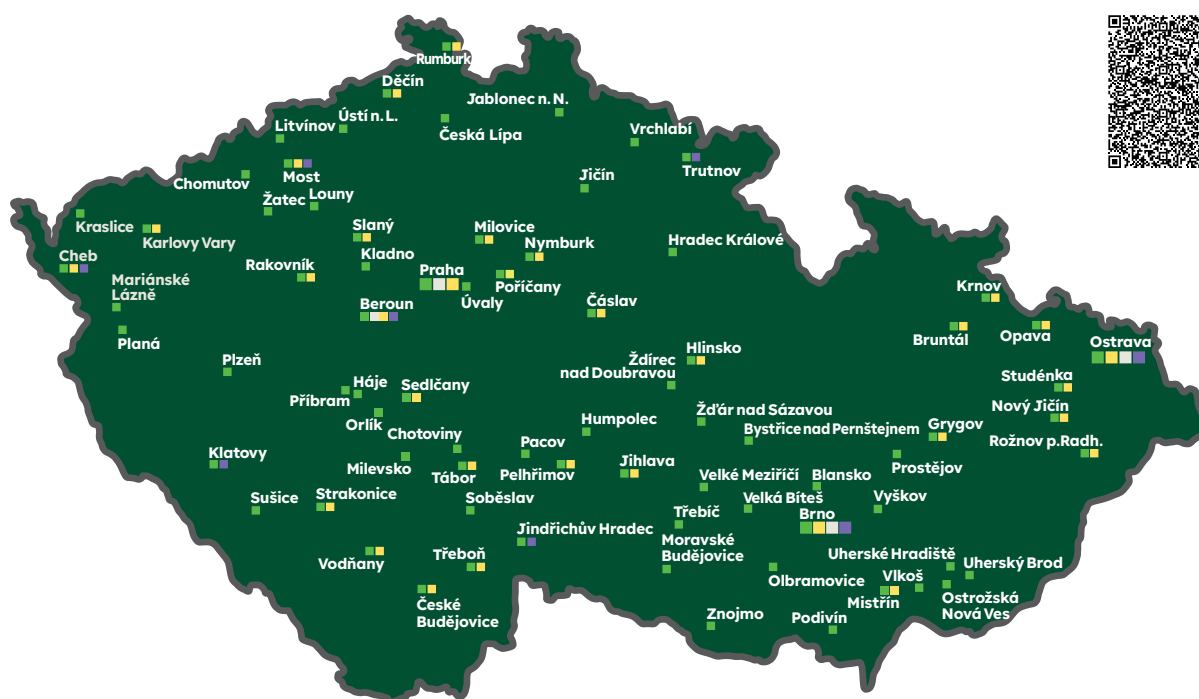 Rumburk
Děčín
Jablonec n. N.
Ústí n. L.
Česká Lípa
Litvínov
Vrchlabí
Most
Trutnov
Chomutov
Jičín
Žatec
Louny
Kraslice
Slaný
Milovice
Karlovy Vary
Nymburk
Hradec Králové
Cheb
Kladno
Rakovník
Praha
Poříčany
Mariánské
Lázně
Úvaly
Krnov
Beroun
Čáslav
Planá
Bruntál
Opava
Ostrava
Hlinsko
Plzeň
Ždírec
nad Doubravou
Studénka
Háje
Sedlčany
Příbram
Nový Jičín
Orlík
Humpolec
Žďár nad Sázavou
Grygov
Chotoviny
Bystřice nad Pernštejnem
Rožnov p.Radh.
Klatovy
Pacov
Milevsko
Jihlava
Prostějov
Tábor
Pelhřimov
Velké Meziříčí
Blansko
Sušice
Strakonice
Soběslav
Velká Bíteš
Vyškov
Třebíč
Brno
Jindřichův Hradec
Moravské
Budějovice
Vodňany
Třeboň
Uherské Hradiště
Uherský Brod
Olbramovice
Vlkoš
České
Budějovice
Mistřín
Ostrožská
Nová Ves
Znojmo
Podivín